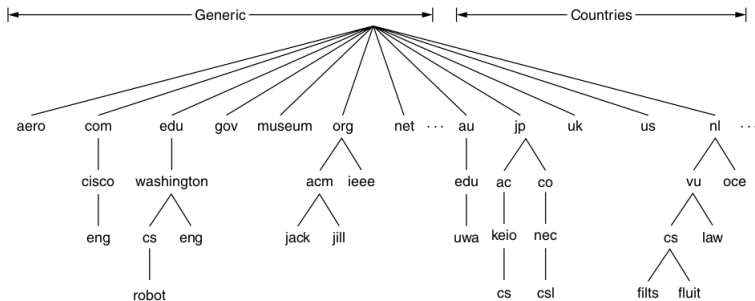 Generic Countries
aero com edu gov museum org net ... au jp uk us nl ...
cisco washington acm ieee edu ac co vu oce
eng cs eng jack jill uwa keio nec cs law
robot cs csl filts fluit